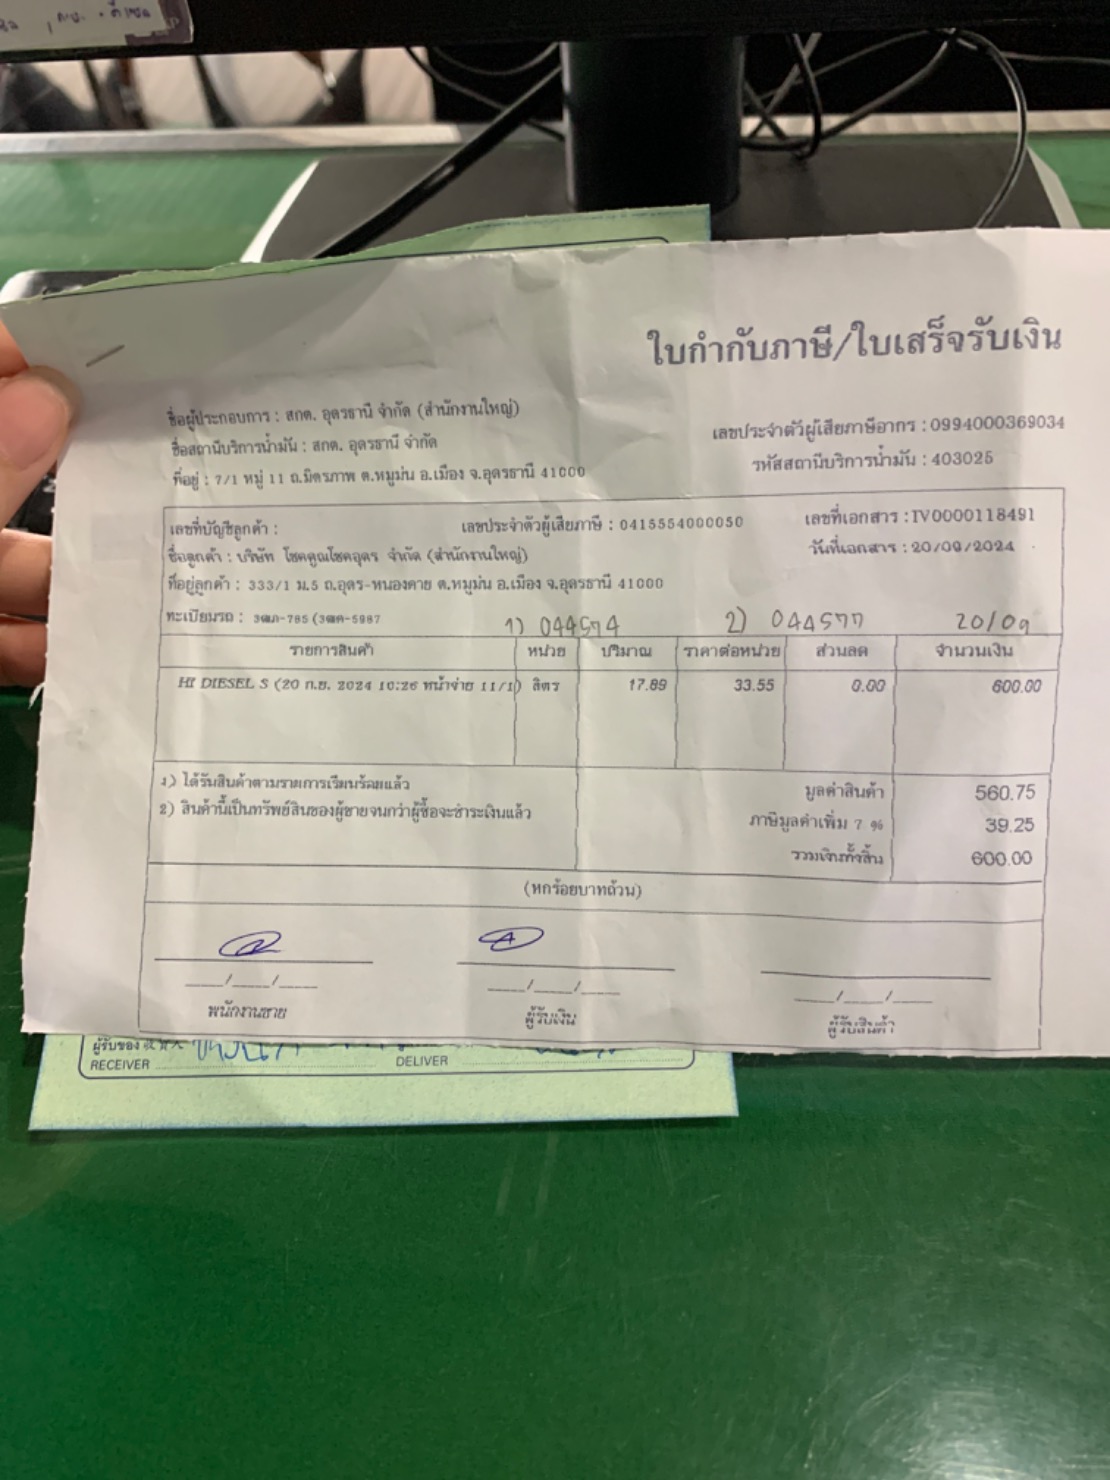 ใบกำกับภาษี/ใบเสร็จรับเงิน
ชื่อผู้ประกอบการ : สกต. อุดรธานี จำกัด (สำนักงานใหญ่)
เลขประจำตัวผู้เสียภาษีอากร : 0994000369034
ชื่อสถานีบริการน้ำมัน : สกต. อุดรธานี จำกัด
รหัสสถานีบริการน้ำมัน : 403025
ที่อยู่ : 7/1 หมู่ 11 ถ.มิตรภาพ ต.หมูม่น อ.เมือง จ.อุดรธานี 41000
เลขที่บัญชีลูกค้า : เลขประจำตัวผู้เสียภาษี : 0415554000050 เลขที่เอกสาร : IV0000118491
ชื่อลูกค้า : บริษัท โชคคูณโชคอุดร จำกัด (สำนักงานใหญ่) วันที่เอกสาร : 20/09/2024
ที่อยู่ลูกค้า : 333/1 ม.5 ถ.อุดร-หนองคาย ต.หมูม่น อ.เมือง จ.อุดรธานี 41000
ทะเบียนรถ : 3ฒภ-785 (3ฒค-5987
1) 044574 2) 044577 20/09
รายการสินค้า หน่วย ปริมาณ ราคาต่อหน่วย ส่วนลด จำนวนเงิน
HI DIESEL S (20 ก.ย. 2024 10:26 หน้าจ่าย 11/1) ลิตร 17.89 33.55 0.00 600.00
1) ได้รับสินค้าตามรายการเรียบร้อยแล้ว
มูลค่าสินค้า 560.75
2) สินค้านี้เป็นทรัพย์สินของผู้ขายจนกว่าผู้ซื้อจะชำระเงินแล้ว
ภาษีมูลค่าเพิ่ม 7 % 39.25
รวมเงินทั้งสิ้น 600.00
(หกร้อยบาทถ้วน)
___/___/___ ___/___/___ ___/___/___
พนักงานขาย ผู้รับเงิน ผู้รับสินค้า
ผู้รับของ
RECEIVER DELIVER